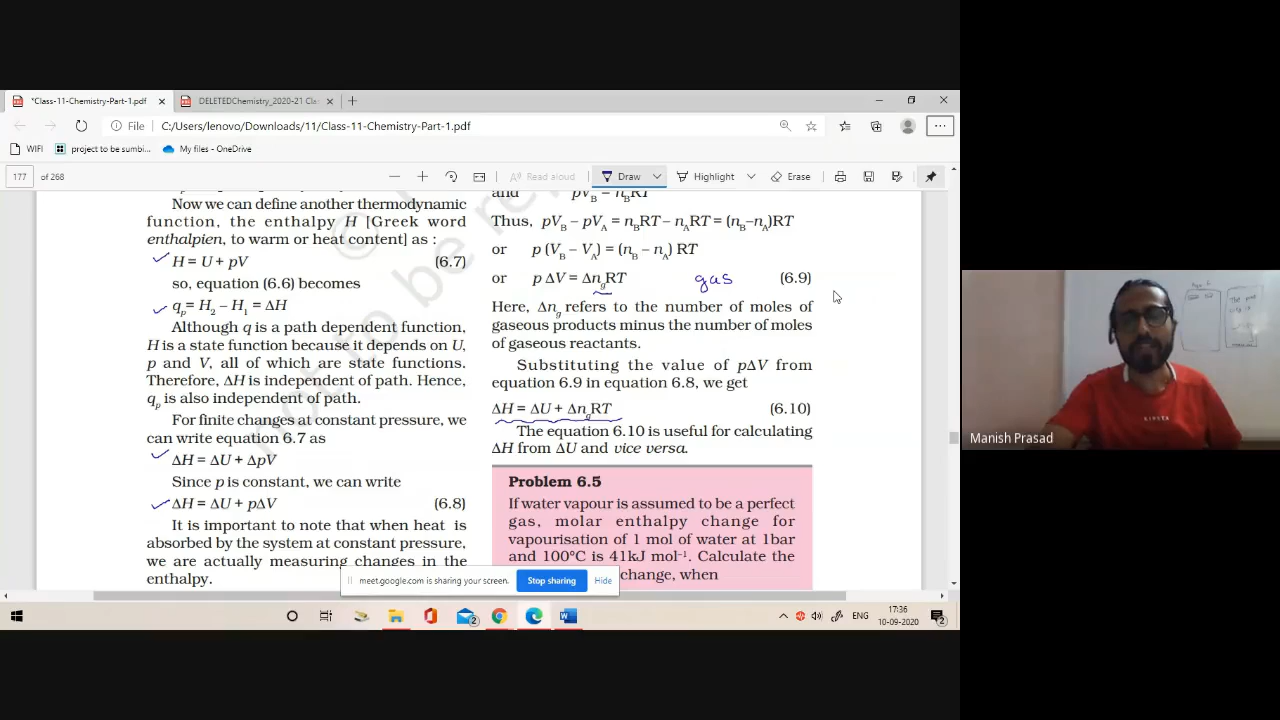 *Class-11-Chemistry-Part-1.pdf
DELETEDChemistry_2020-21 Clas
File C:/Users/lenovo/Downloads/11/Class-11-Chemistry-Part-1.pdf
WIFI project to be sumbi... My files - OneDrive
177 of 268 Read aloud Draw Highlight Erase
Now we can define another thermodynamic
function, the enthalpy H [Greek word
enthalpien, to warm or heat content] as :
H = U + pV (6.7)
so, equation (6.6) becomes
qp= H2 – H1 = ΔH
Although q is a path dependent function,
H is a state function because it depends on U,
p and V, all of which are state functions.
Therefore, ΔH is independent of path. Hence,
qp is also independent of path.
For finite changes at constant pressure, we
can write equation 6.7 as
ΔH = ΔU + ΔpV
Since p is constant, we can write
ΔH = ΔU + pΔV (6.8)
It is important to note that when heat is
absorbed by the system at constant pressure,
we are actually measuring changes in the
enthalpy.
and pVB = nBRT
Thus, pVB – pVA = nBRT – nART = (nB–nA)RT
or p (VB – VA) = (nB – nA) RT
or p ΔV = ΔngRT gas (6.9)
Here, Δng refers to the number of moles of
gaseous products minus the number of moles
of gaseous reactants.
Substituting the value of pΔV from
equation 6.9 in equation 6.8, we get
ΔH = ΔU + ΔngRT (6.10)
The equation 6.10 is useful for calculating
ΔH from ΔU and vice versa.
Problem 6.5
If water vapour is assumed to be a perfect
gas, molar enthalpy change for
vapourisation of 1 mol of water at 1bar
and 100°C is 41kJ mol–1. Calculate the
change, when
meet.google.com is sharing your screen. Stop sharing Hide
ENG
17:36
10-09-2020
2
2
Manish Prasad